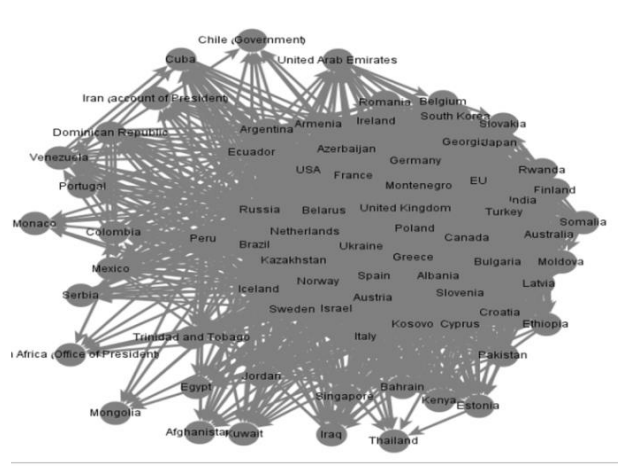 Chile (Government)
Cuba
United Arab Emirates
Iran (account of President)
Romania
Belgium
Dominican Republic
Argentina
Armenia
Ireland
South Korea
Slovakia
Venezuela
Ecuador
Azerbaijan
Georgia
Japan
Germany
USA
France
Rwanda
Portugal
Montenegro
EU
Finland
India
Monaco
Russia
Belarus
United Kingdom
Turkey
Somalia
Colombia
Peru
Netherlands
Poland
Canada
Australia
Brazil
Ukraine
Mexico
Kazakhstan
Greece
Bulgaria
Moldova
Serbia
Iceland
Norway
Spain
Albania
Latvia
Austria
Slovenia
Sweden
Israel
Croatia
Trinidad and Tobago
Italy
Kosovo
Cyprus
Ethiopia
n Africa (Office of President)
Pakistan
Egypt
Jordan
Singapore
Bahrain
Kenya
Estonia
Mongolia
Afghanistan
Kuwait
Iraq
Thailand